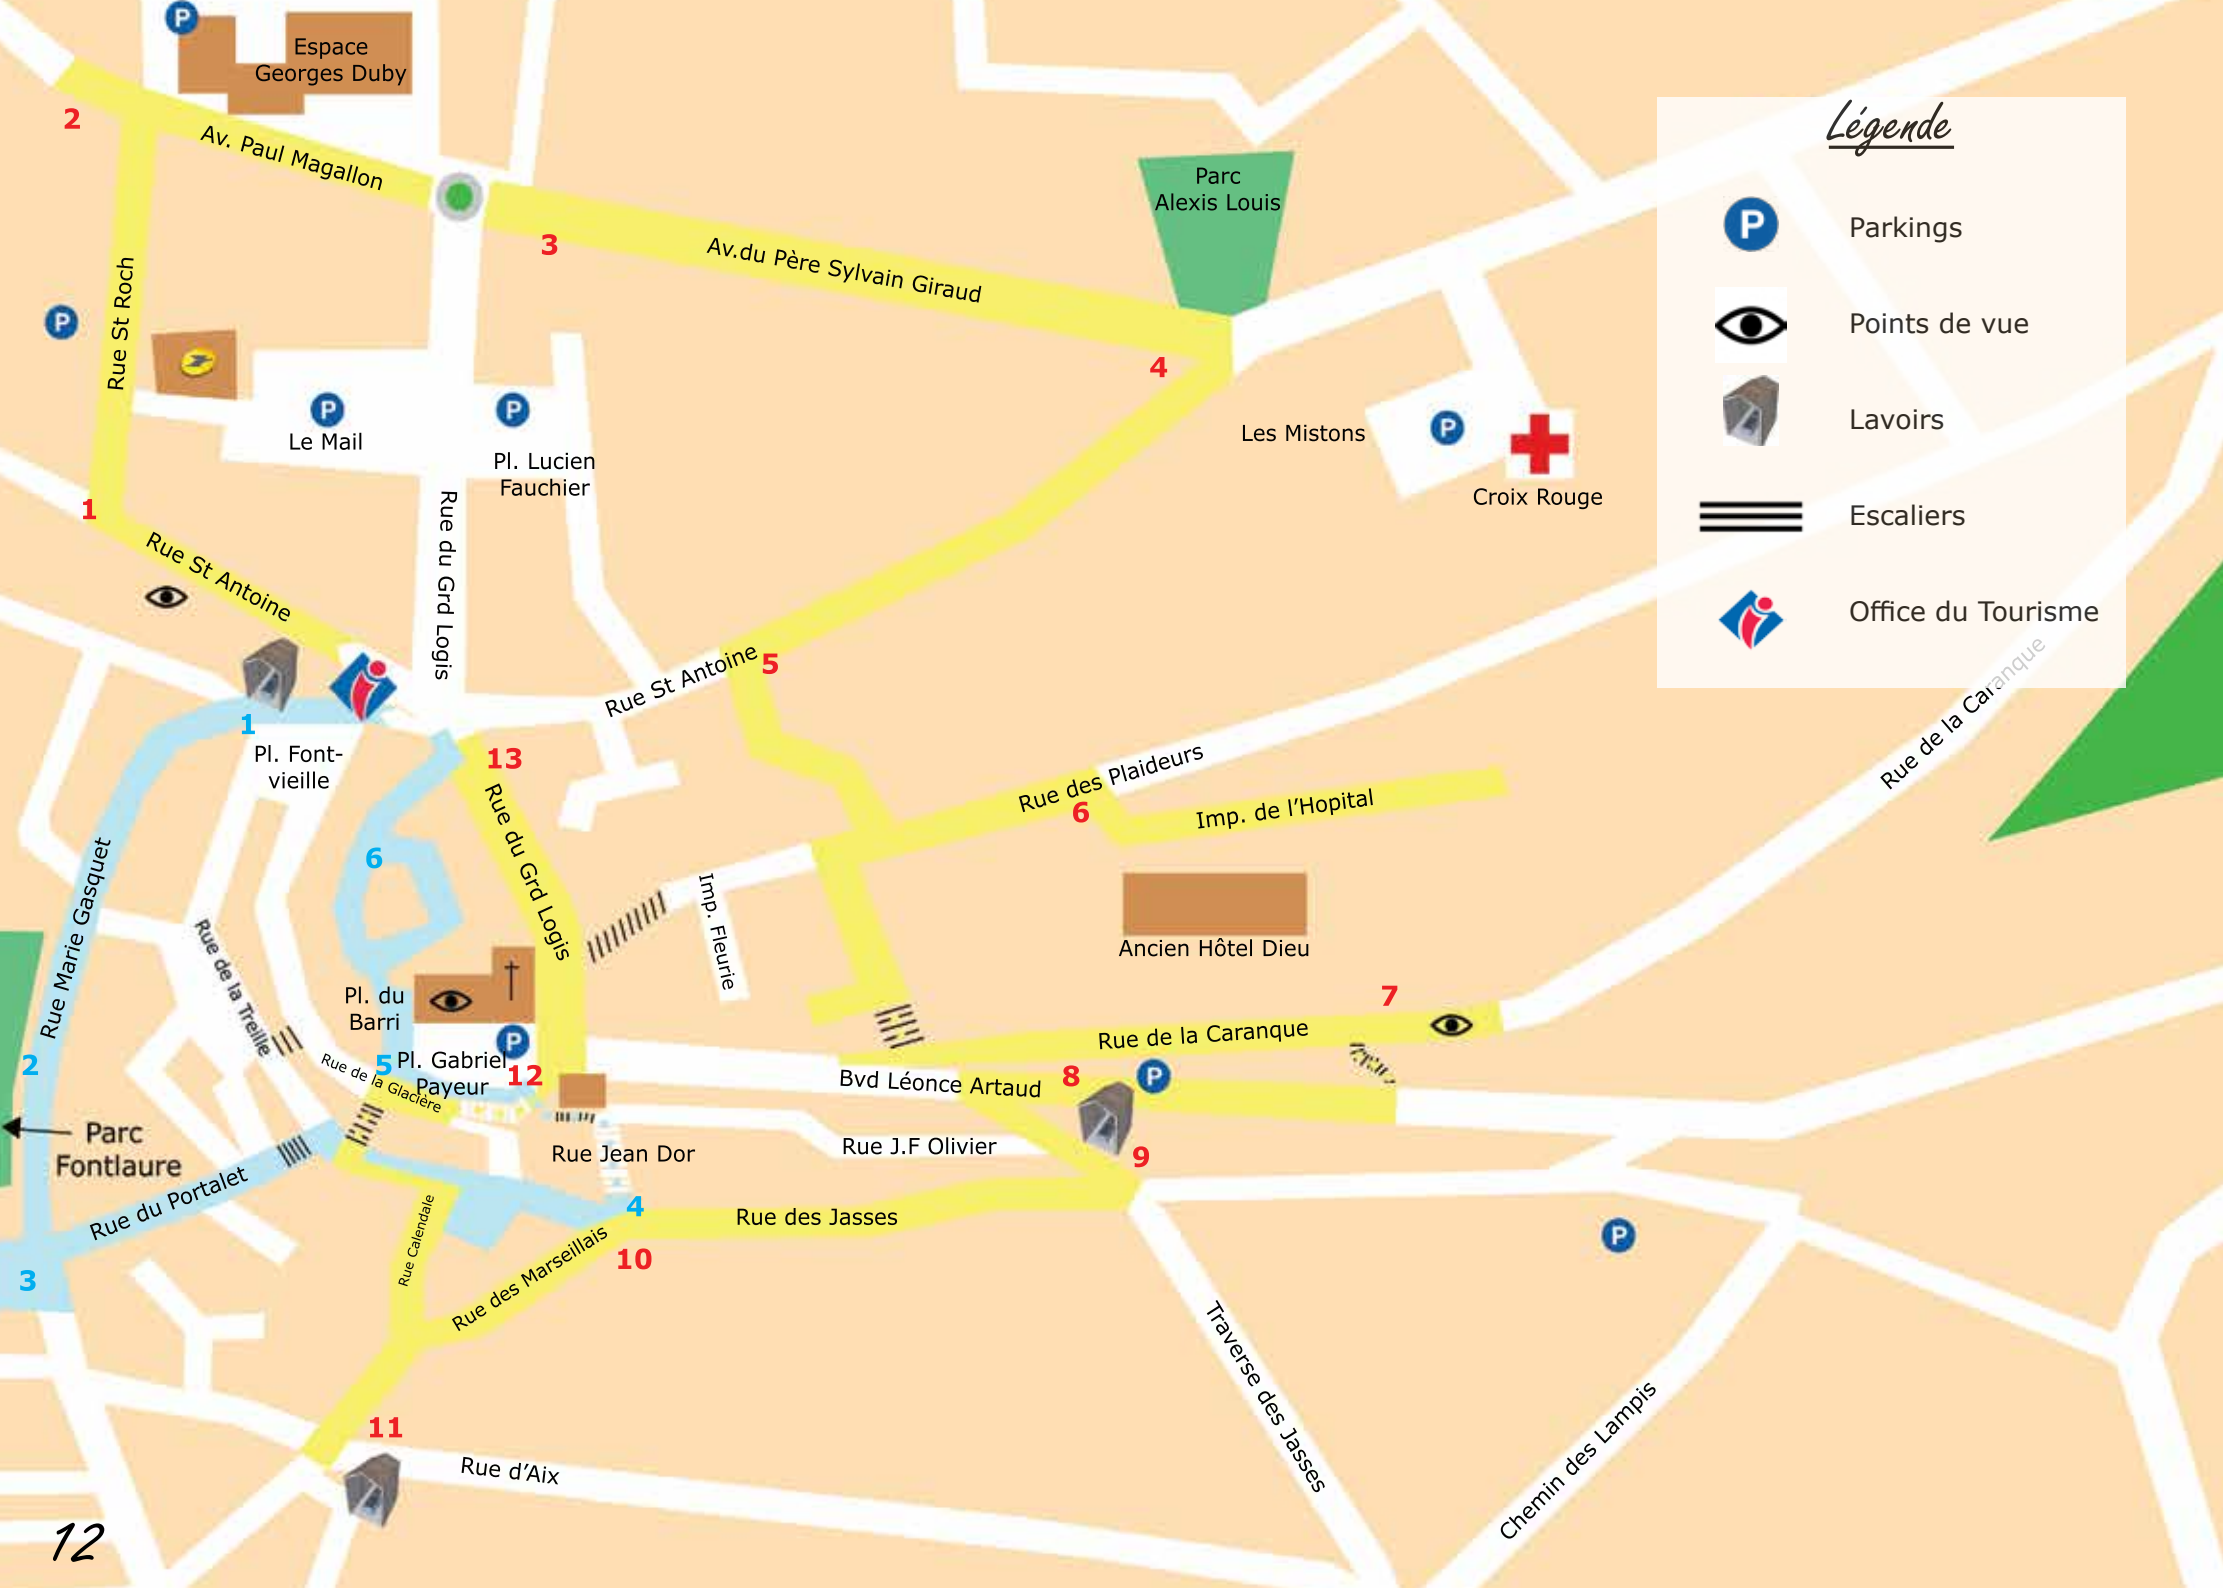 P
Espace
Georges Duby
2
Av. Paul Magallon
3
Av.du Père Sylvain Giraud
Parc
Alexis Louis
4
Légende
P
Parkings
Points de vue
Lavoirs
Escaliers
Office du Tourisme
Rue St Roch
P
P
Le Mail
P
Pl. Lucien
Fauchier
Les Mistons
P
Croix Rouge
1
Rue St Antoine
Rue du Grd Logis
Rue St Antoine
5
1
Pl. Font-
vieille
13
Rue du Grd Logis
Rue des Plaideurs
6
Imp. de l'Hopital
Rue de la Caranque
6
Rue Marie Gasquet
Imp. Fleurie
Ancien Hôtel Dieu
Rue de la Treille
Pl. du
Barri
P
7
Rue de la Caranque
2
5
Pl. Gabriel
Payeur
12
Rue de la Glacière
Bvd Léonce Artaud
8
P
Parc
Fontlaure
Rue Jean Dor
Rue J.F Olivier
9
Rue du Portalet
4
Rue des Jasses
P
3
Rue Calendale
Rue des Marseillais
10
Traverse des Jasses
Chemin des Lampis
11
Rue d'Aix
12